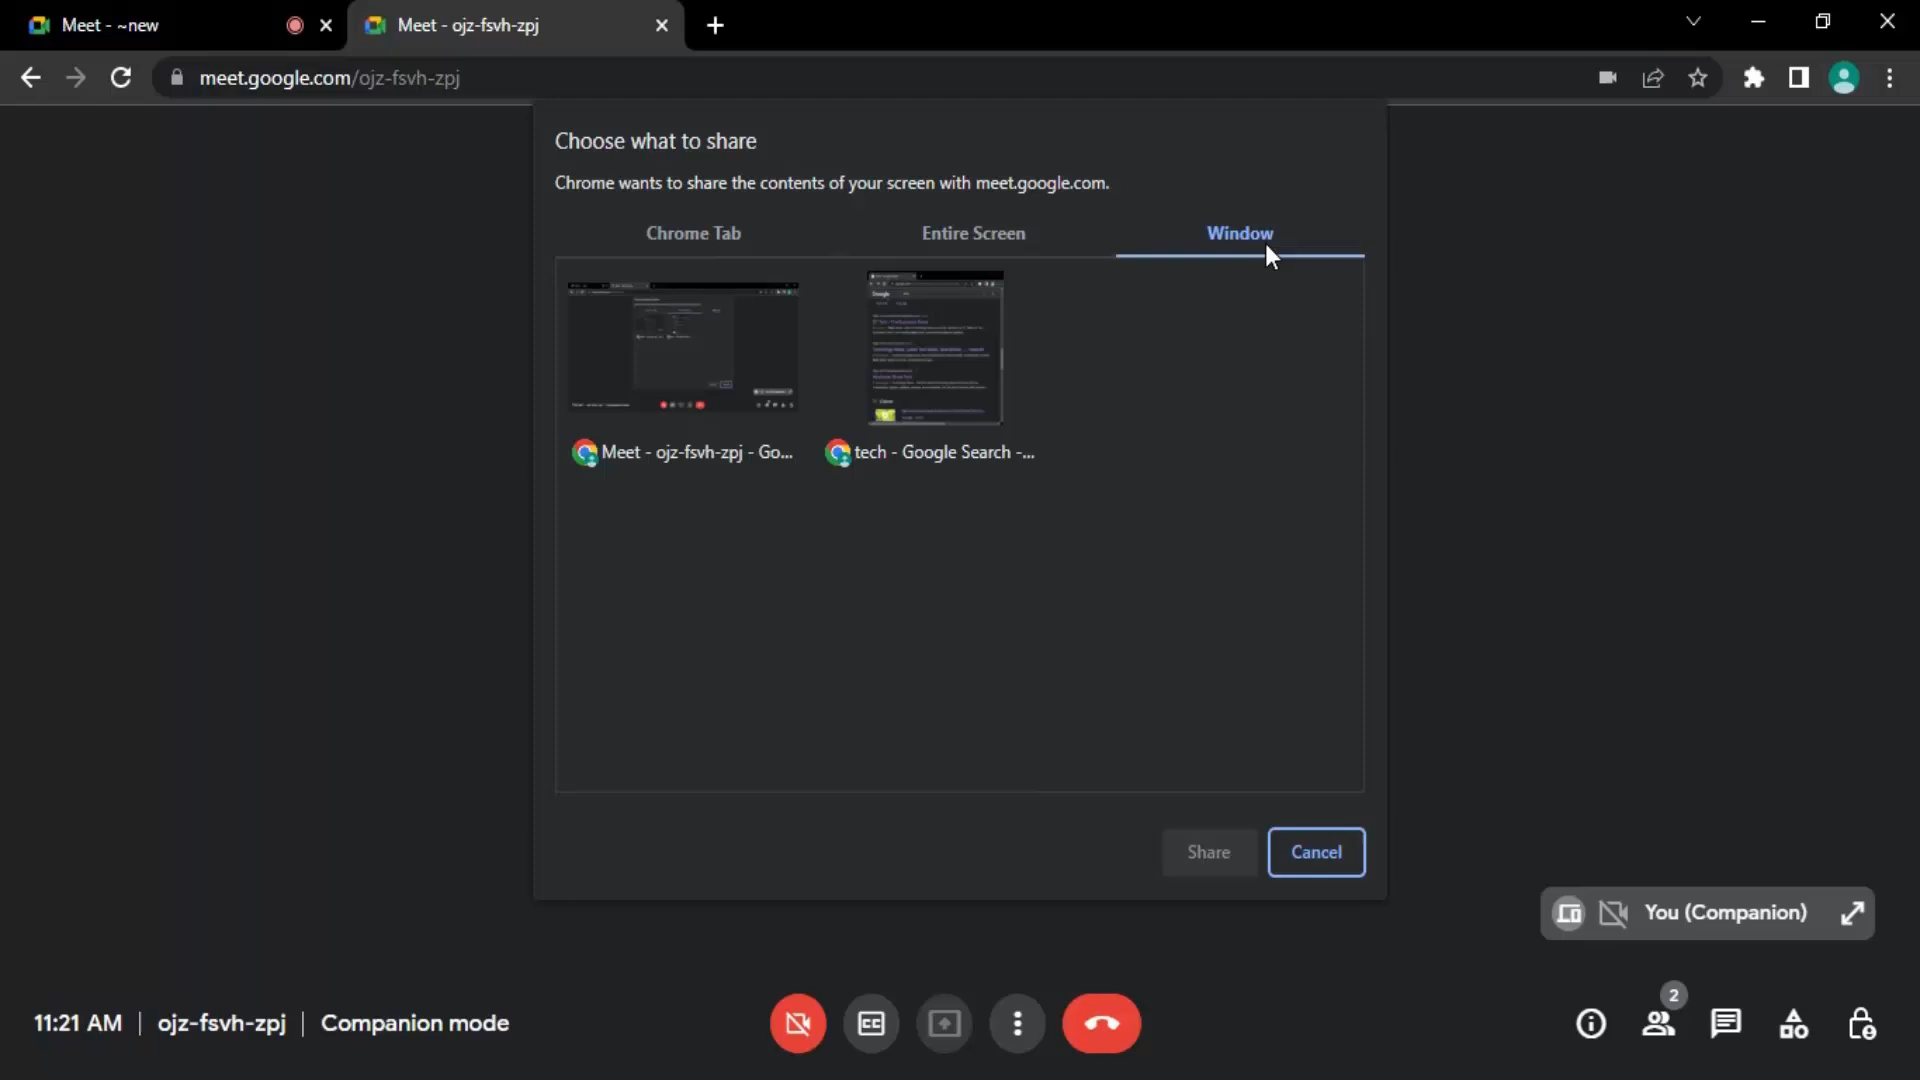 Meet - ~new
Meet - ojz-fsvh-zpj
meet.google.com/ojz-fsvh-zpj
Choose what to share
Chrome wants to share the contents of your screen with meet.google.com.
Chrome Tab
Entire Screen
Window
Meet - ojz-fsvh-zpj - Go...
tech - Google Search -...
Share
Cancel
You (Companion)
11:21 AM | ojz-fsvh-zpj | Companion mode
CC
2